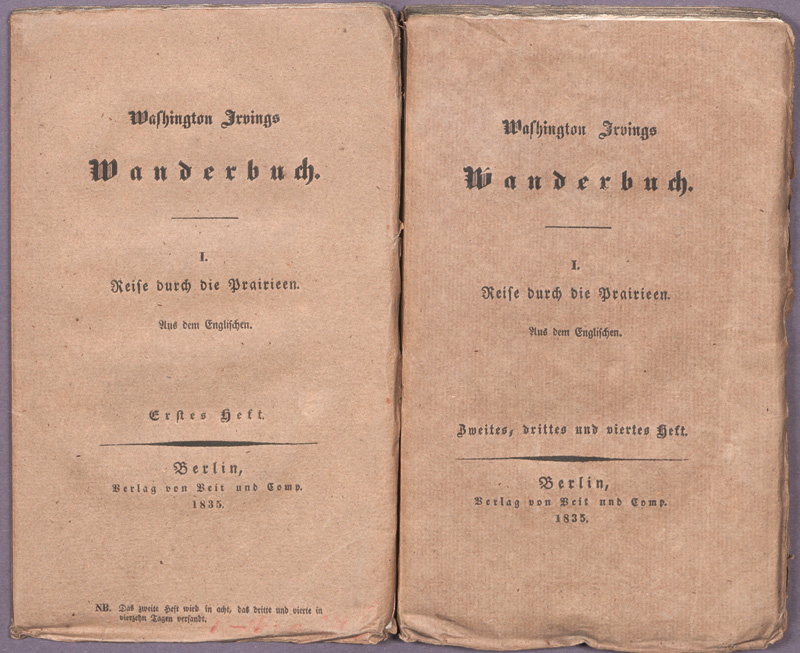 Washington Irvings
Wanderbuch.
I.
Reise durch die Prairieen.
Aus dem Englischen.
Erstes Heft.
Berlin,
Verlag von Veit und Comp.
1835.
NB. Das zweite Heft wird in acht, das dritte und vierte in
vierzehn Tagen versandt.
Washington Irvings
Wanderbuch.
I.
Reise durch die Prairieen.
Aus dem Englischen.
Zweites, drittes und viertes Heft.
Berlin,
Verlag von Veit und Comp.
1835.